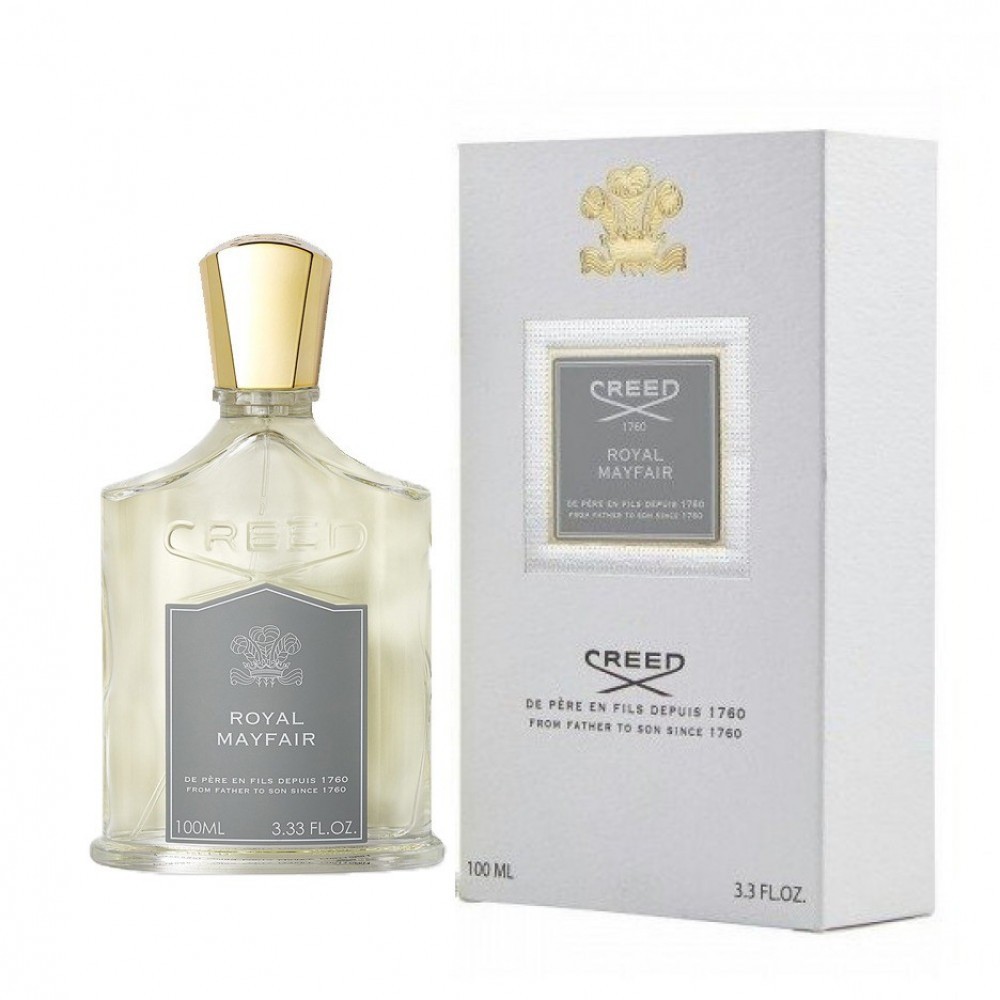 CREED
ROYAL
MAYFAIR
DE PÈRE EN FILS DEPUIS 1760
FROM FATHER TO SON SINCE 1760
100ML 3.33 FL.OZ.
CREED
1760
ROYAL
MAYFAIR
DE PÈRE EN FILS DEPUIS 1760
FROM FATHER TO SON SINCE 1760
CREED
DE PÈRE EN FILS DEPUIS 1760
FROM FATHER TO SON SINCE 1760
100 ML
3.3 FL.OZ.